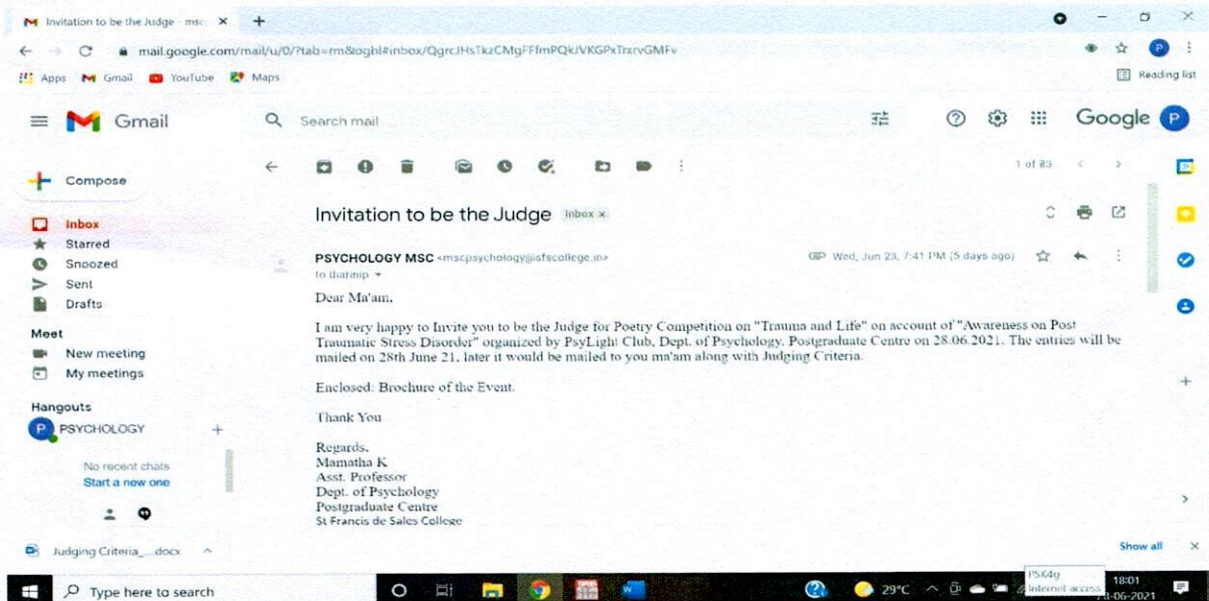 Invitation to be the Judge - msc
mail.google.com/mail/u/0/?tab=rm&ogbl#inbox/
Apps Gmail YouTube Maps
Reading list
Gmail
Search mail
Google P
Compose
1 of 83
Inbox
Starred
Snoozed
Sent
Drafts
Meet
New meeting
My meetings
Hangouts
P PSYCHOLOGY
No recent chats
Start a new one
Invitation to be the Judge Inbox x
PSYCHOLOGY MSC <mscpsychology@sfscollege.in>
Wed, Jun 23, 7:41 PM (5 days ago)
to tharinip
Dear Ma'am,
I am very happy to Invite you to be the Judge for Poetry Competition on "Trauma and Life" on account of "Awareness on Post
Traumatic Stress Disorder" organized by PsyLight Club, Dept. of Psychology, Postgraduate Centre on 28.06.2021. The entries will be
mailed on 28th June 21, later it would be mailed to you ma'am along with Judging Criteria.
Enclosed: Brochure of the Event.
Thank You
Regards,
Mamatha K
Asst. Professor
Dept. of Psychology
Postgraduate Centre
St Francis de Sales College
Judging Criteria_....docx
Show all
Type here to search
29°C
Internet access
18:01
-06-2021